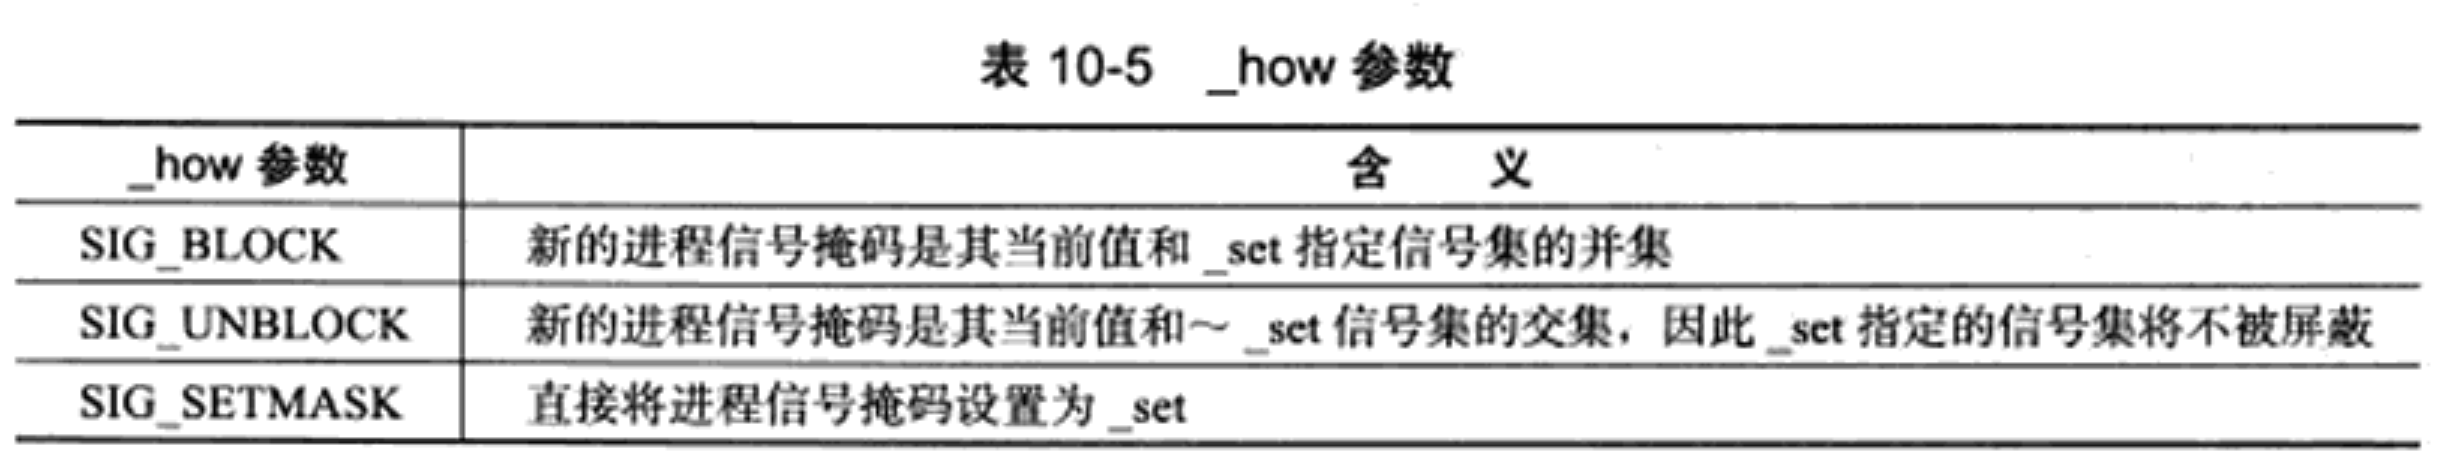 表 10-5 _how 参数
_how 参数 含 义
SIG_BLOCK 新的进程信号掩码是其当前值和 _set 指定信号集的并集
SIG_UNBLOCK 新的进程信号掩码是其当前值和～ _set 信号集的交集，因此 _set 指定的信号集将不被屏蔽
SIG_SETMASK 直接将进程信号掩码设置为 _set